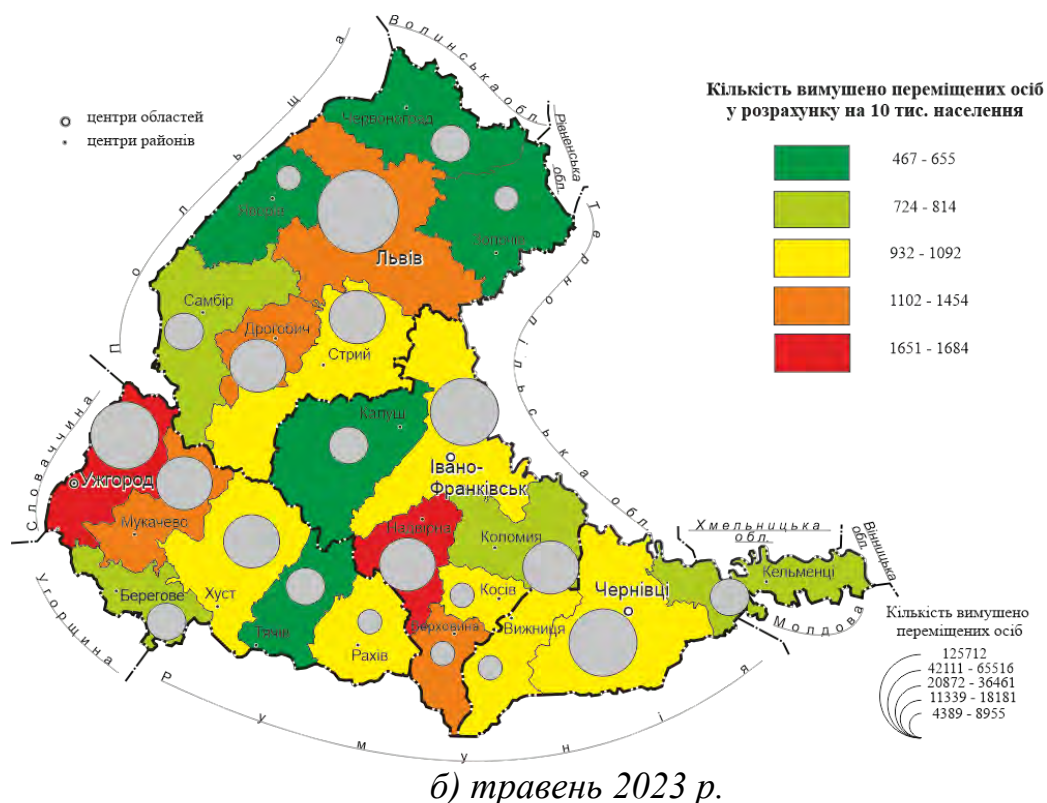 центри областей
центри районів
Польща
Волинська обл.
Рівненська
обл.
Тернопільська обл.
Хмельницька
обл.
Вінницька
обл.
Молдова
Румунія
Угорщина
Словаччина
Червоноград
Львів
Самбір
Дрогобич
Стрий
Калуш
Ужгород
Івано-
Франківськ
Мукачево
Надвірна
Коломия
Берегове
Хуст
Косів
Чернівці
Кельменці
Тячів
Рахів
Верховина
Вижниця
Кількість вимушено переміщених осіб
у розрахунку на 10 тис. населення
467 - 655
724 - 814
932 - 1092
1102 - 1454
1651 - 1684
Кількість вимушено
переміщених осіб
125712
42111 - 65516
20872 - 36461
11339 - 18181
4389 - 8955
б) травень 2023 р.